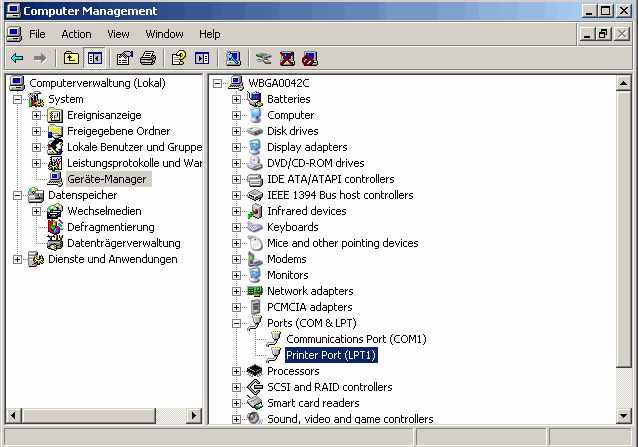 Computer Management
File Action View Window Help
Computerverwaltung (Lokal)
System
Ereignisanzeige
Freigegebene Ordner
Lokale Benutzer und Gruppe
Leistungsprotokolle und War
Geräte-Manager
Datenspeicher
Wechselmedien
Defragmentierung
Datenträgerverwaltung
Dienste und Anwendungen
WBGA0042C
Batteries
Computer
Disk drives
Display adapters
DVD/CD-ROM drives
IDE ATA/ATAPI controllers
IEEE 1394 Bus host controllers
Infrared devices
Keyboards
Mice and other pointing devices
Modems
Monitors
Network adapters
PCMCIA adapters
Ports (COM & LPT)
Communications Port (COM1)
Printer Port (LPT1)
Processors
SCSI and RAID controllers
Smart card readers
Sound, video and game controllers